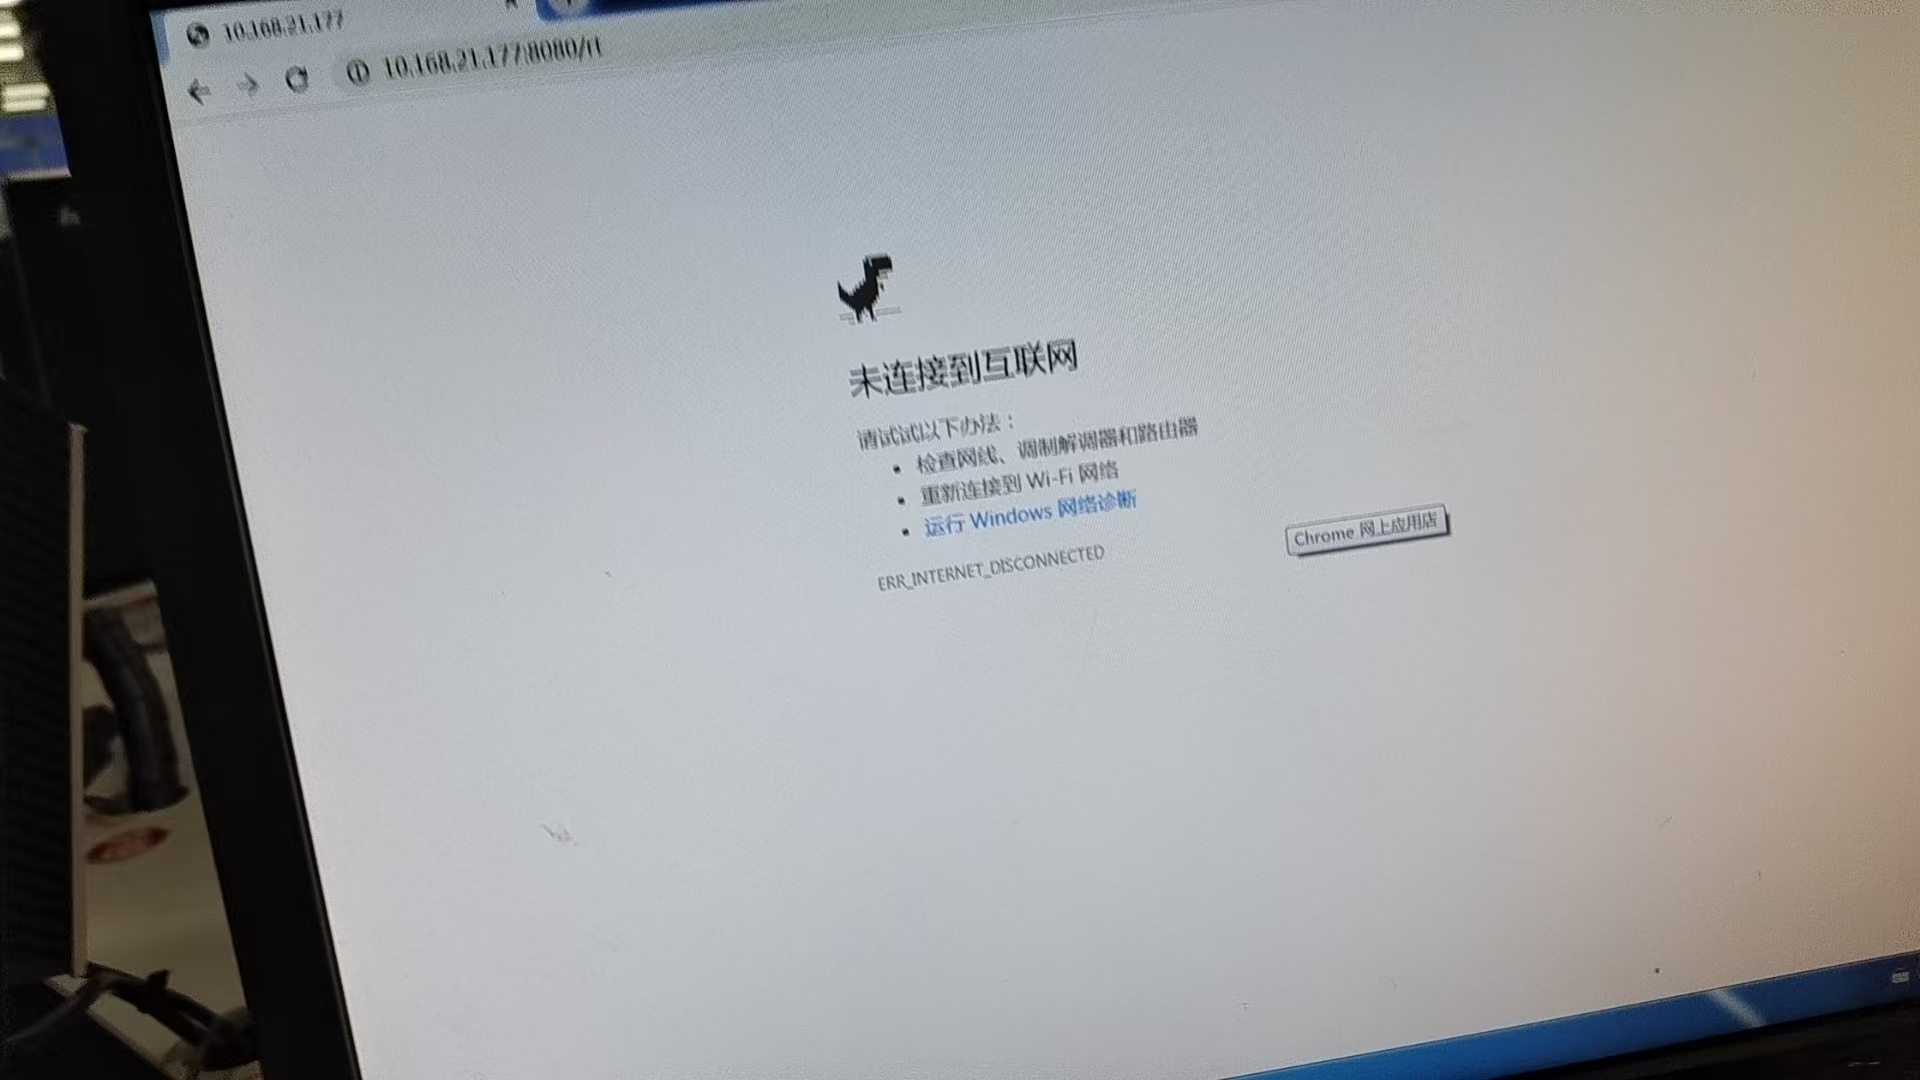 10.168.21.177
10.168.21.177:8080/rt
未连接到互联网
请试试以下办法：
检查网线、调制解调器和路由器
重新连接到 Wi-Fi 网络
运行 Windows 网络诊断
ERR_INTERNET_DISCONNECTED
Chrome 网上应用店